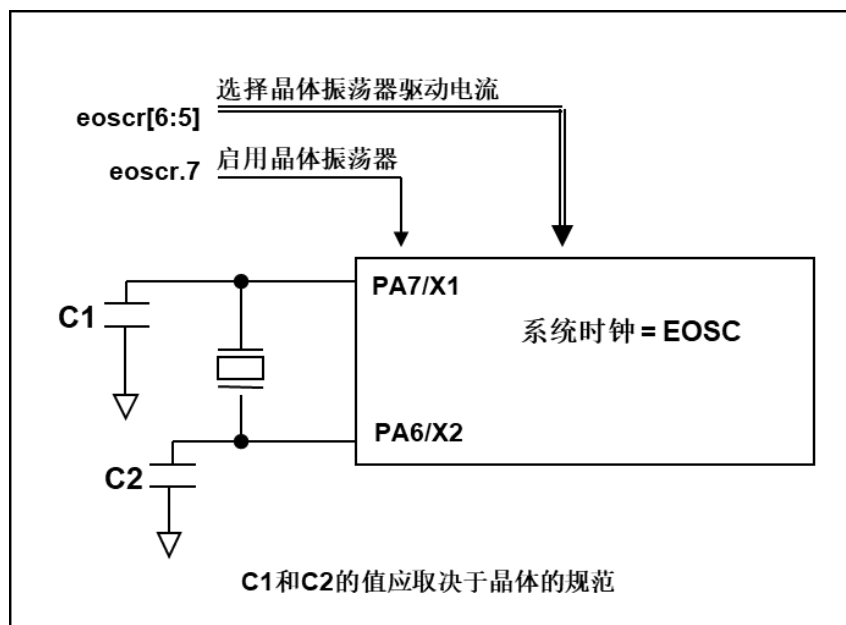 选择晶体振荡器驱动电流
eoscr[6:5]
启用晶体振荡器
eoscr.7
PA7/X1
C1
系统时钟 = EOSC
PA6/X2
C2
C1和C2的值应取决于晶体的规范